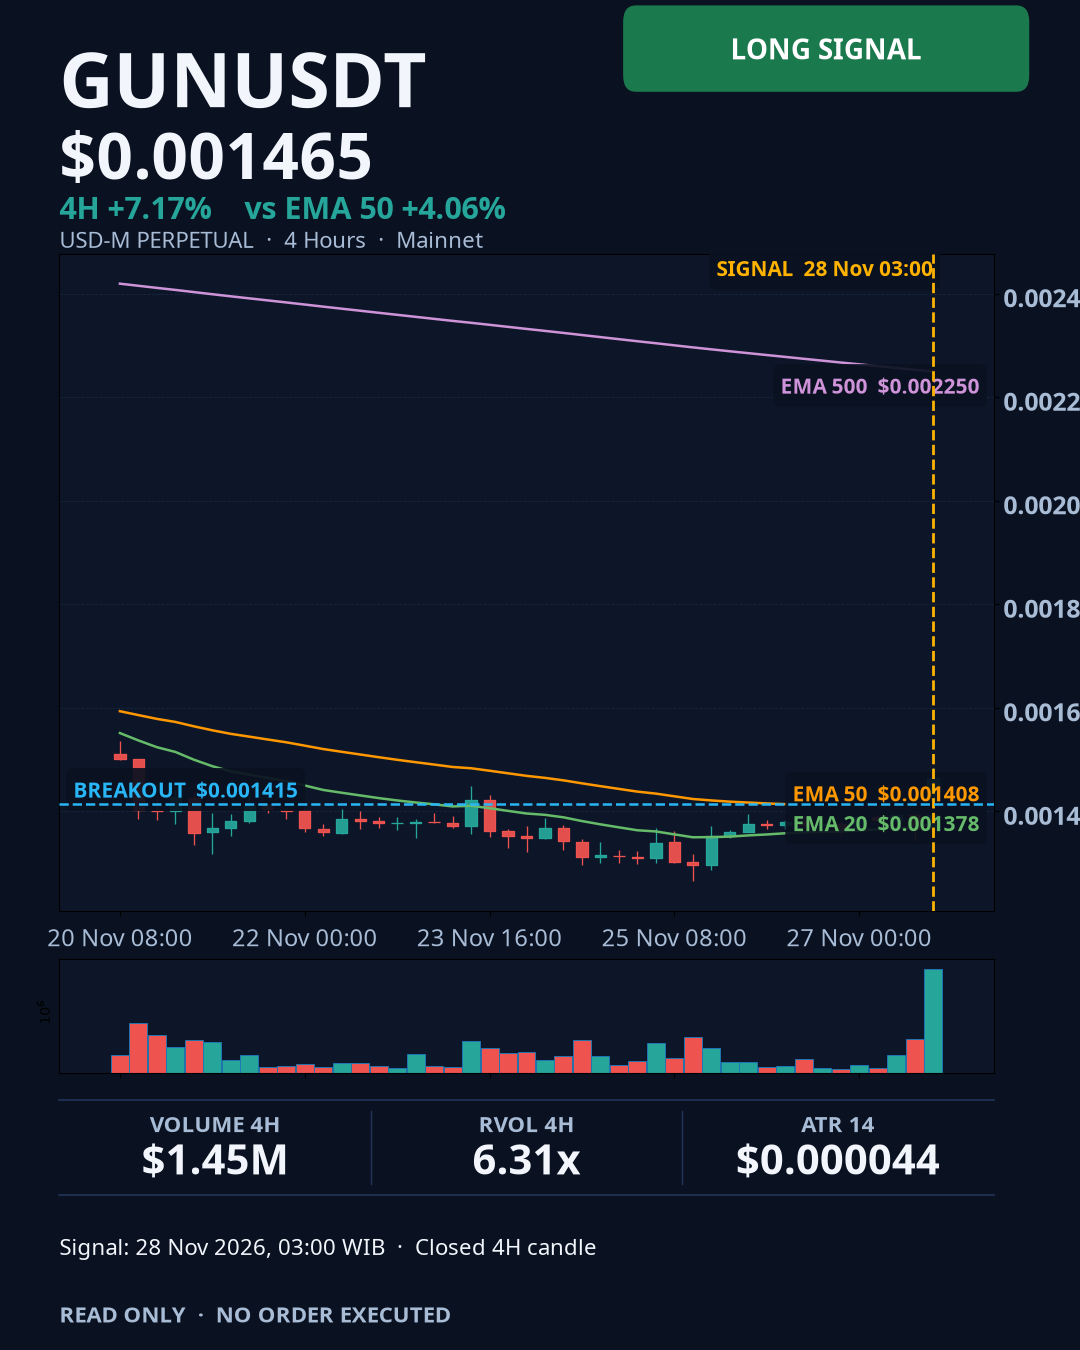 LONG SIGNAL
GUNUSDT
$0.001465
4H +7.17% vs EMA 50 +4.06%
USD-M PERPETUAL · 4 Hours · Mainnet
SIGNAL 28 Nov 03:00
0.0024
EMA 500 $0.002250
0.0022
0.0020
0.0018
0.0016
BREAKOUT $0.001415
EMA 50 $0.001408
0.0014
EMA 20 $0.001378
20 Nov 08:00
22 Nov 00:00
23 Nov 16:00
25 Nov 08:00
27 Nov 00:00
10⁶
VOLUME 4H
$1.45M
RVOL 4H
6.31x
ATR 14
$0.000044
Signal: 28 Nov 2026, 03:00 WIB · Closed 4H candle
READ ONLY · NO ORDER EXECUTED